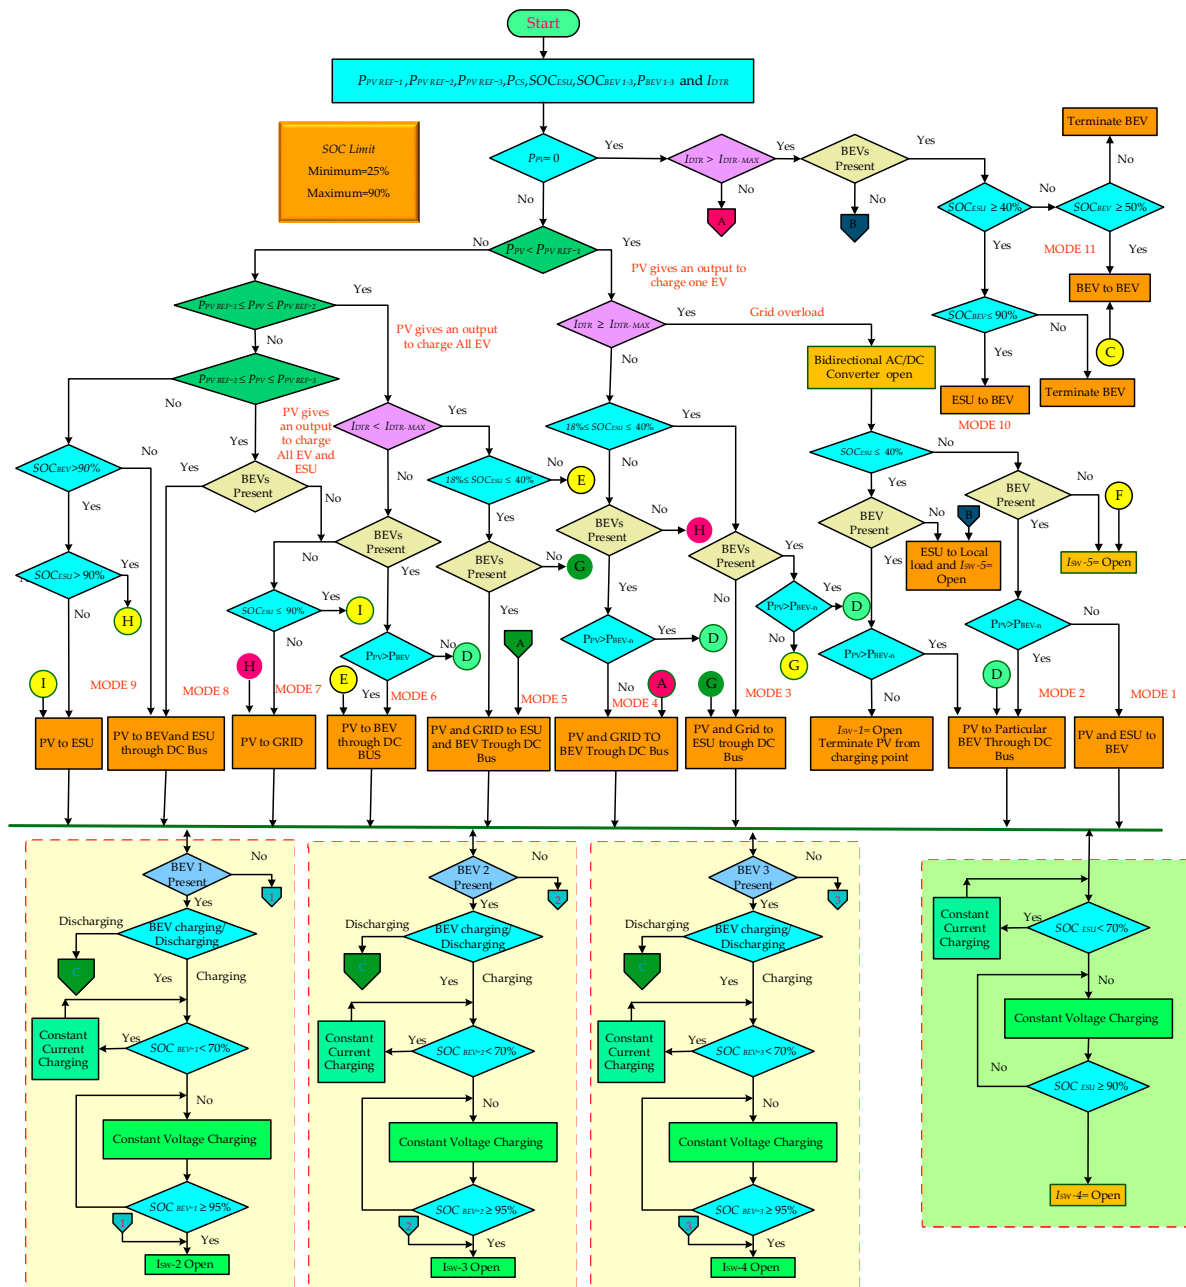 Start
PPV REF-1 ,PPV REF-2,PPV REF-3,PCS,SOCESU,SOCBEV 1-3,PBEV 1-3 and IDTR
SOC Limit
Minimum=25%
Maximum=90%
PPV= 0
Yes
No
IDTR > IDTR- MAX
Yes
No
A
BEVs
Present
Yes
No
B
Terminate BEV
No
SOCESU ≥ 40%
No
Yes
SOCBEV ≥ 50%
MODE 11
Yes
BEV to BEV
C
SOCBEV ≤ 90%
No
Yes
ESU to BEV
Terminate BEV
MODE 10
PPV < PPV REF-1
No
Yes
PV gives an output to
charge one EV
PPV REF-1 ≤ PPV ≤ PPV REF-2
Yes
No
PV gives an output
to charge All EV
IDTR ≥ IDTR- MAX
Yes
Grid overload
No
Bidirectional AC/DC
Converter open
PPV REF-2 ≤ PPV ≤ PPV REF-3
No
Yes
PV gives
an output
to charge
All EV and
ESU
IDTR < IDTR- MAX
Yes
No
18%≤ SOCESU ≤ 40%
Yes
No
SOCESU ≤ 40%
No
Yes
SOCBEV >90%
Yes
Yes
BEVs
Present
No
18%≤ SOCESU ≤ 40%
No
E
Yes
BEV
Present
No
F
Yes
BEVs
Present
No
H
Yes
BEV
Present
No
B
Yes
ESU to Local
load and ISW-5=
Open
ISW-5= Open
SOCESU > 90%
Yes
No
H
BEVs
Present
Yes
BEVs
Present
No
G
BEVs
Present
Yes
No
SOCESU ≤ 90%
Yes
I
No
PPV>PBEV-n
D
No
G
PPV>PBEV
No
D
Yes
A
PPV>PBEV-n
Yes
D
No
PPV>PBEV-n
Yes
No
PPV>PBEV-n
No
Yes
I
MODE 9
MODE 8
H
MODE 7
E
MODE 6
MODE 5
MODE 4
A
G
MODE 3
D
MODE 2
MODE 1
PV to ESU
PV to BEVand ESU
through DC Bus
PV to GRID
PV to BEV
through DC
BUS
PV and GRID to ESU
and BEV Trough DC
Bus
PV and GRID TO
BEV Trough DC Bus
PV and Grid to
ESU trough DC
Bus
ISW-1= Open
Terminate PV from
charging point
PV to Particular
BEV Through DC
Bus
PV and ESU to
BEV
BEV 1
Present
No
1
Yes
Discharging
BEV charging/
Discharging
C
Yes
Charging
Constant
Current
Charging
Yes
SOC BEV-1 < 70%
No
Constant Voltage Charging
SOC BEV-1 ≥ 95%
1
Yes
ISW-2 Open
BEV 2
Present
No
2
Yes
Discharging
BEV charging/
Discharging
C
Yes
Charging
Constant
Current
Charging
Yes
SOC BEV-2 < 70%
No
Constant Voltage Charging
SOC BEV-2 ≥ 95%
2
Yes
ISW-3 Open
BEV 3
Present
No
3
Yes
Discharging
BEV charging/
Discharging
C
Yes
Charging
Constant
Current
Charging
Yes
SOC BEV-3 < 70%
No
Constant Voltage Charging
SOC BEV-3 ≥ 95%
3
Yes
ISW-4 Open
Constant
Current
Charging
Yes
SOC ESU < 70%
No
Constant Voltage Charging
No
SOC ESU ≥ 90%
ISW-4= Open